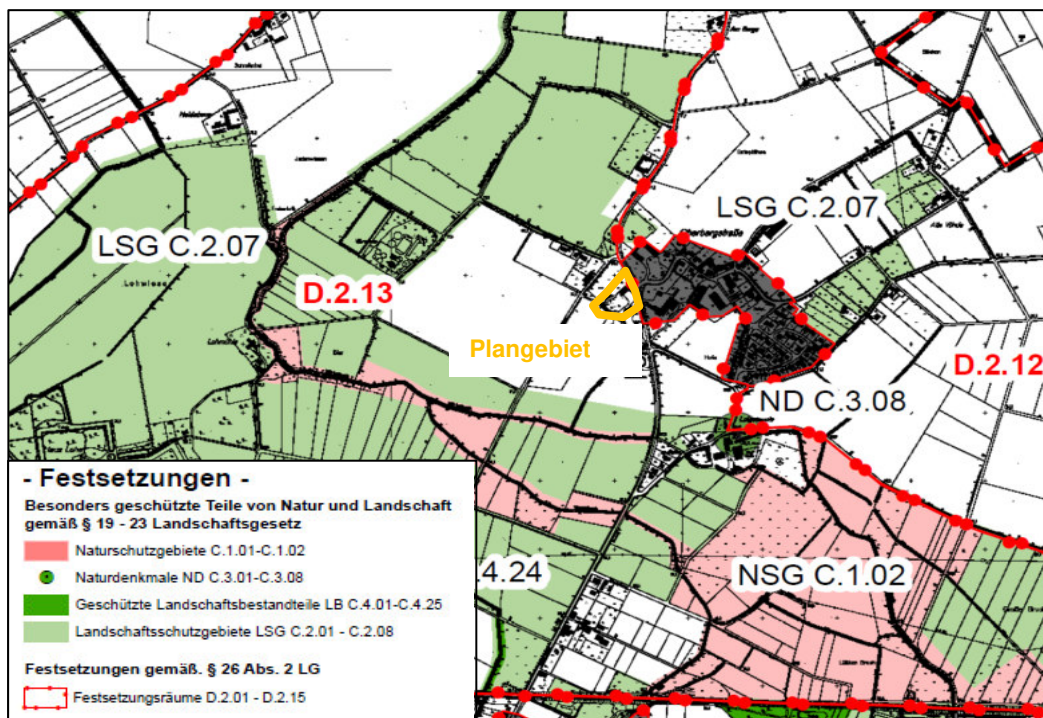 Am Berge
LSG C.2.07
LSG C.2.07
D.2.13
Plangebiet
D.2.12
ND C.3.08
Lohmühle
.4.24
NSG C.1.02
- Festsetzungen -
Besonders geschützte Teile von Natur und Landschaft
gemäß § 19 - 23 Landschaftsgesetz
Naturschutzgebiete C.1.01-C.1.02
Naturdenkmale ND C.3.01-C.3.08
Geschützte Landschaftsbestandteile LB C.4.01-C.4.25
Landschaftsschutzgebiete LSG C.2.01 - C.2.08
Festsetzungen gemäß. § 26 Abs. 2 LG
Festsetzungsräume D.2.01 - D.2.15